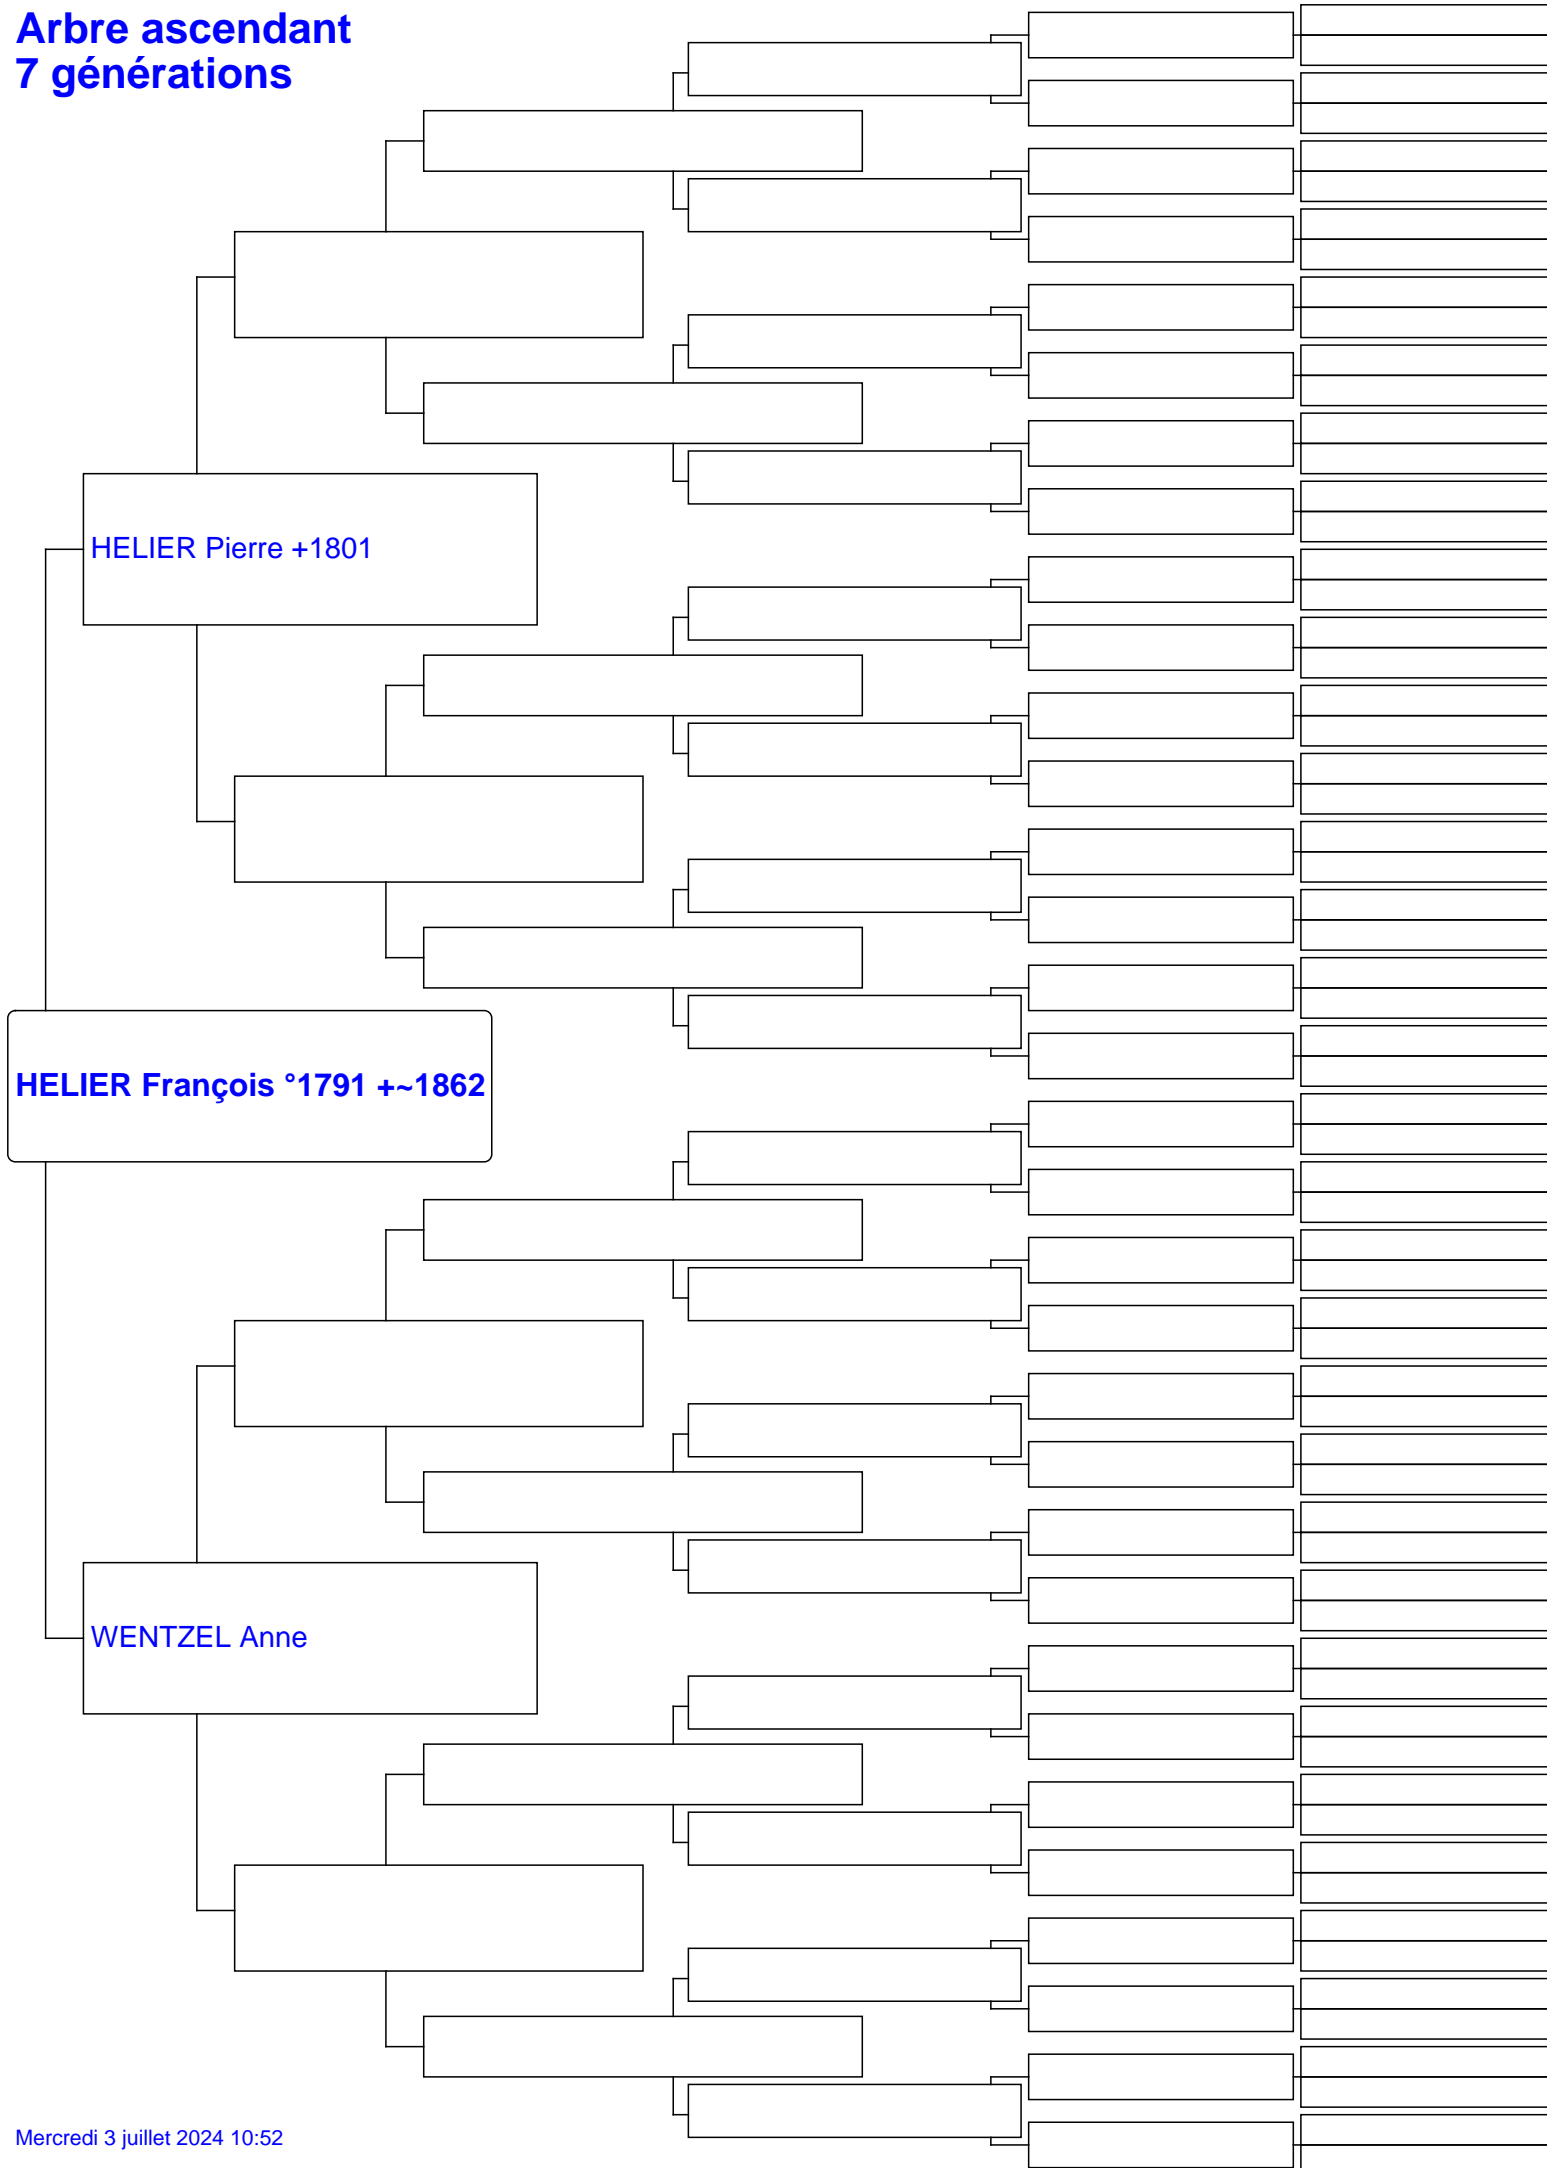 Arbre ascendant
7 générations
HELIER Pierre +1801
HELIER François °1791 +~1862
WENTZEL Anne
Mercredi 3 juillet 2024 10:52